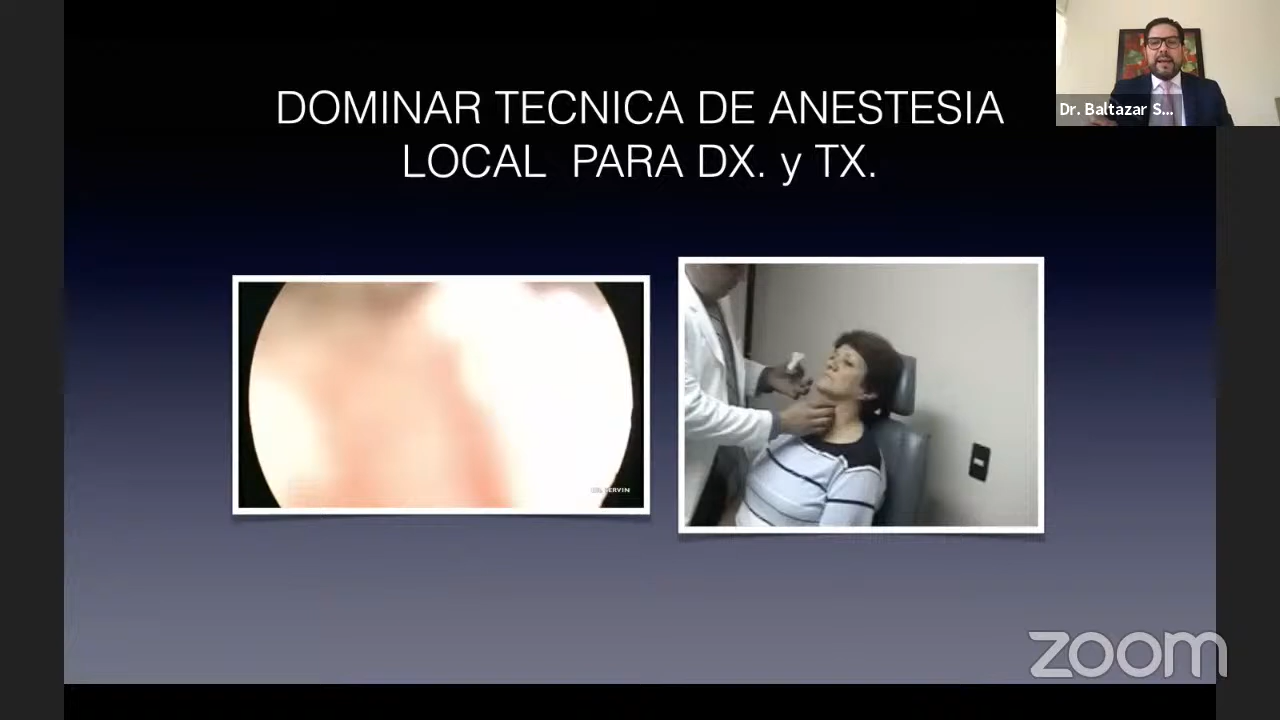 DOMINAR TECNICA DE ANESTESIA
LOCAL PARA DX. y TX.
Dr. Baltazar S...
zoom